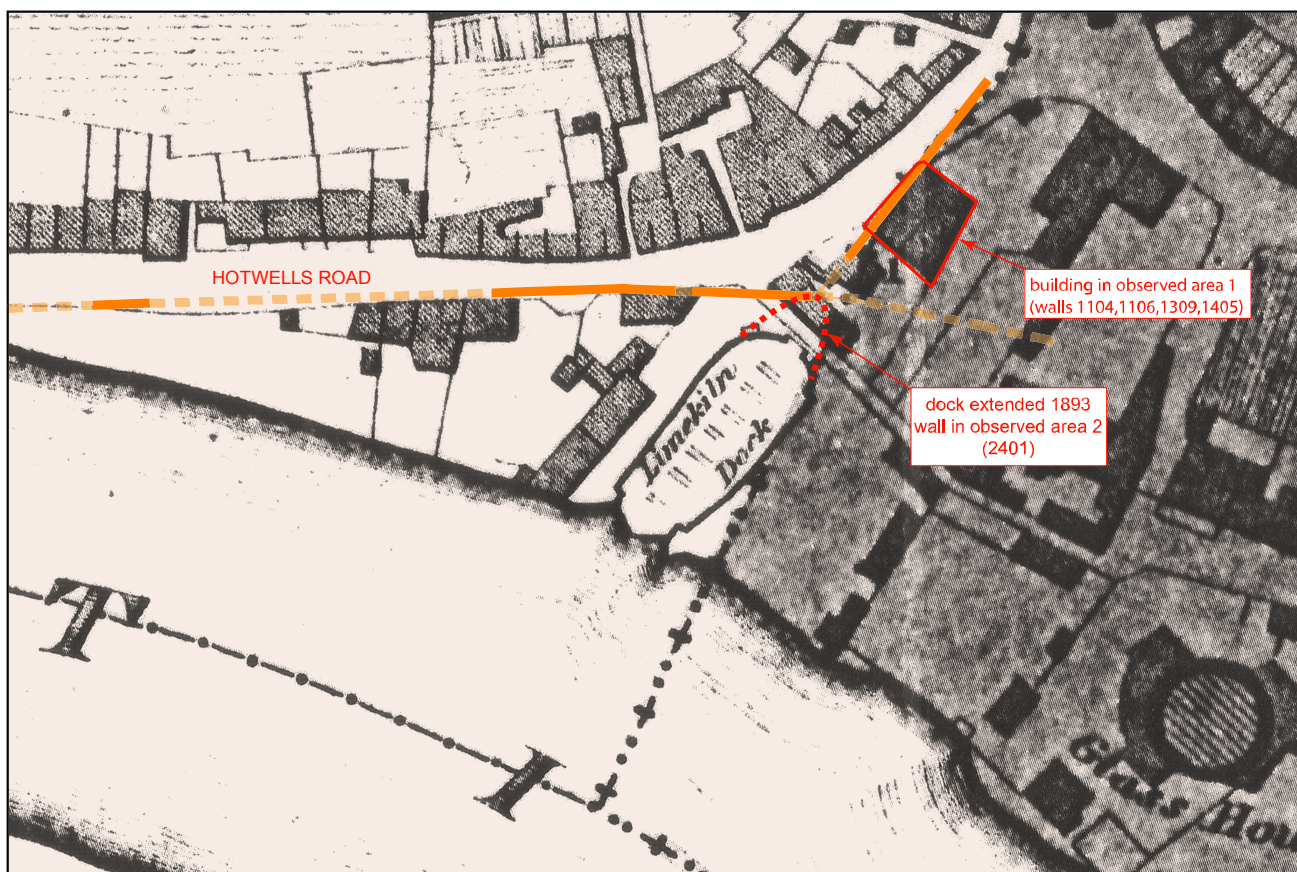 HOTWELLS ROAD
building in observed area 1
(walls 1104,1106,1309,1405)
dock extended 1893
wall in observed area 2
(2401)
Limekiln
Dock
T
I
Glass Hou